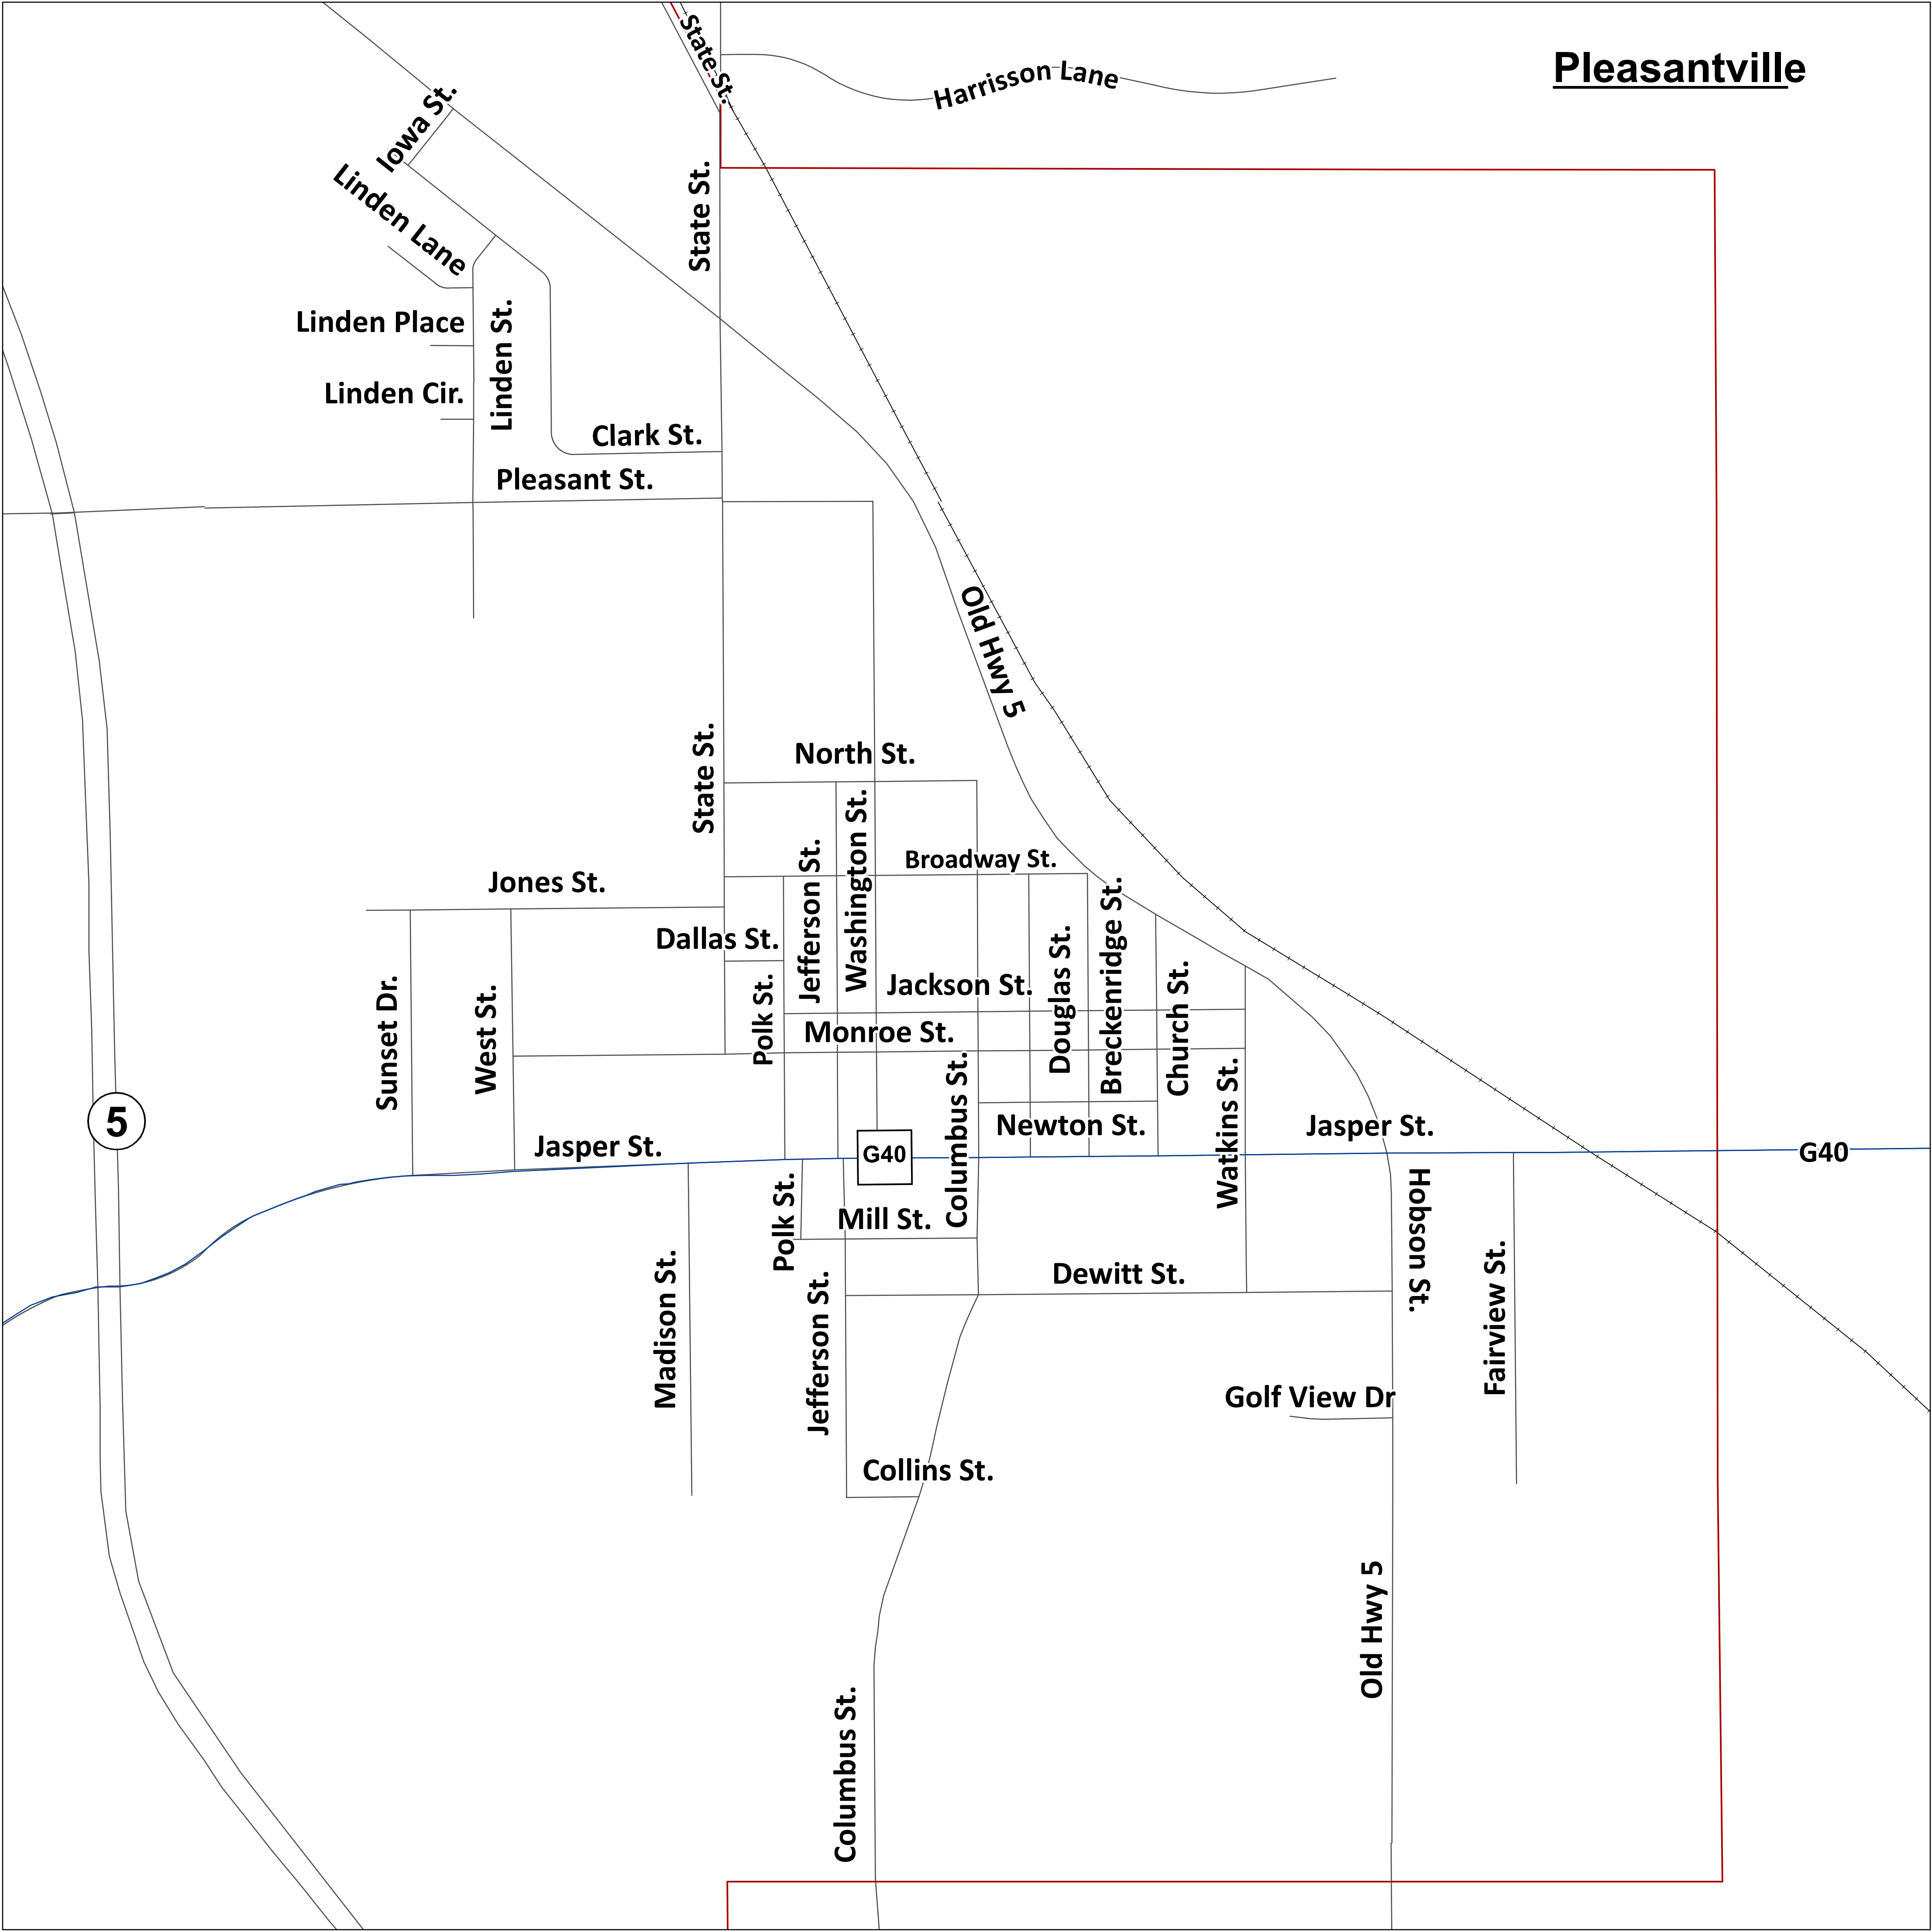 State St.
Harrisson Lane
Pleasantville
Iowa St.
Linden Lane
State St.
Linden Place
Linden St.
Linden Cir.
Clark St.
Pleasant St.
Old Hwy 5
State St.
North St.
Washington St.
Jefferson St.
Broadway St.
Jones St.
Breckenridge St.
Dallas St.
Douglas St.
Jackson St.
Church St.
Sunset Dr.
West St.
Polk St.
Monroe St.
Columbus St.
Watkins St.
5
Newton St.
Jasper St.
Jasper St.
G40
G40
Polk St.
Mill St.
Hobson St.
Madison St.
Jefferson St.
Dewitt St.
Fairview St.
Golf View Dr
Collins St.
Old Hwy 5
Columbus St.